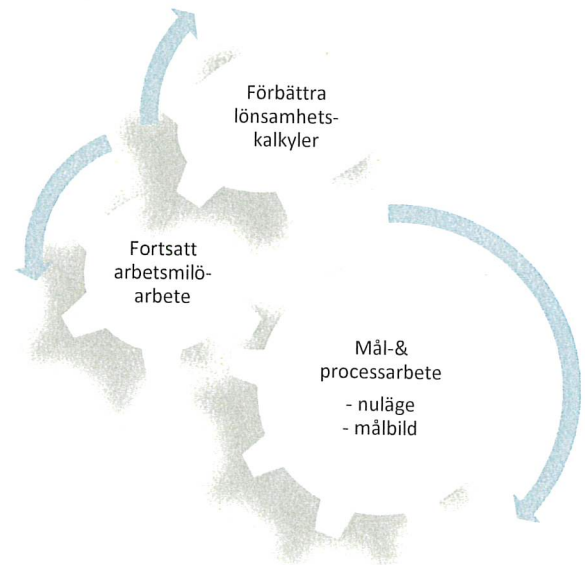 Förbättra
lönsamhets-
kalkyler
Fortsatt
arbetsmilö-
arbete
Mål-&
processarbete
- nuläge
- målbild